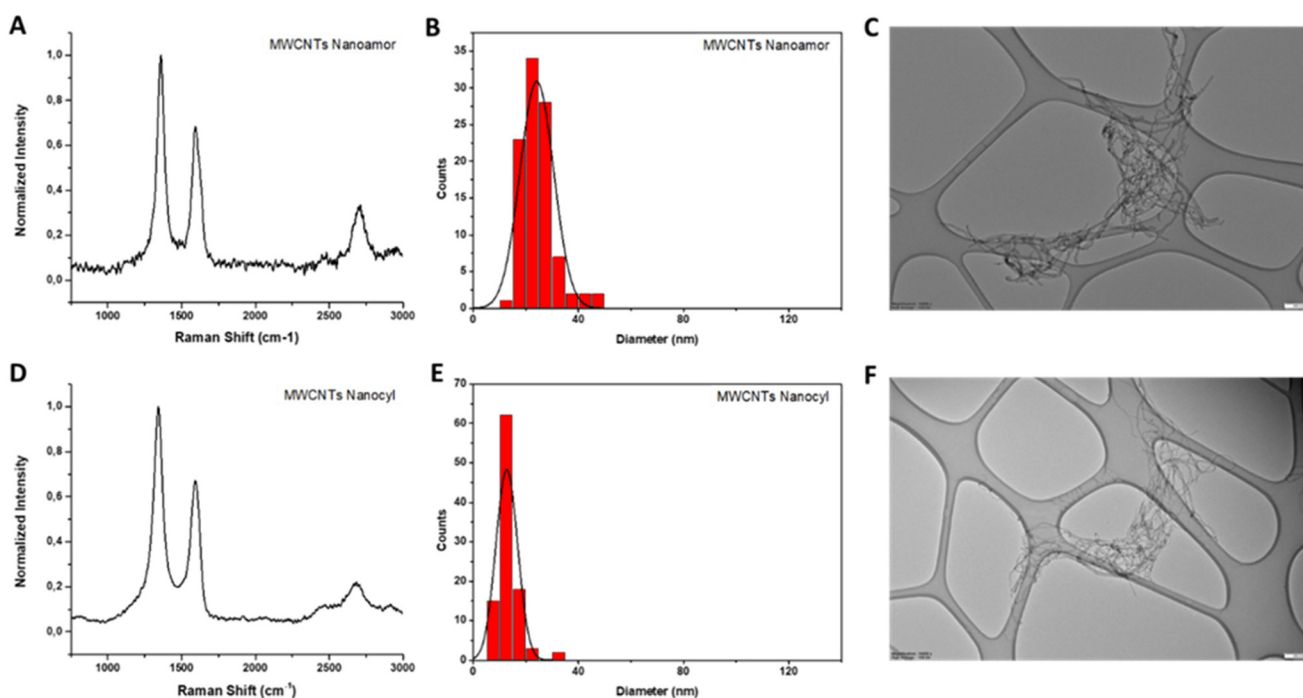 A
MWCNTs Nanoamor
1,0
0,8
0,6
0,4
0,2
0,0
Normalized Intensity
1000 1500 2000 2500 3000
Raman Shift (cm-1)
B
MWCNTs Nanoamor
35
30
25
20
15
10
5
0
Counts
0 40 80 120
Diameter (nm)
C
D
MWCNTs Nanocyl
1,0
0,8
0,6
0,4
0,2
0,0
Normalized Intensity
1000 1500 2000 2500 3000
Raman Shift (cm⁻¹)
E
MWCNTs Nanocyl
70
60
50
40
30
20
10
0
Counts
0 40 80 120
Diameter (nm)
F